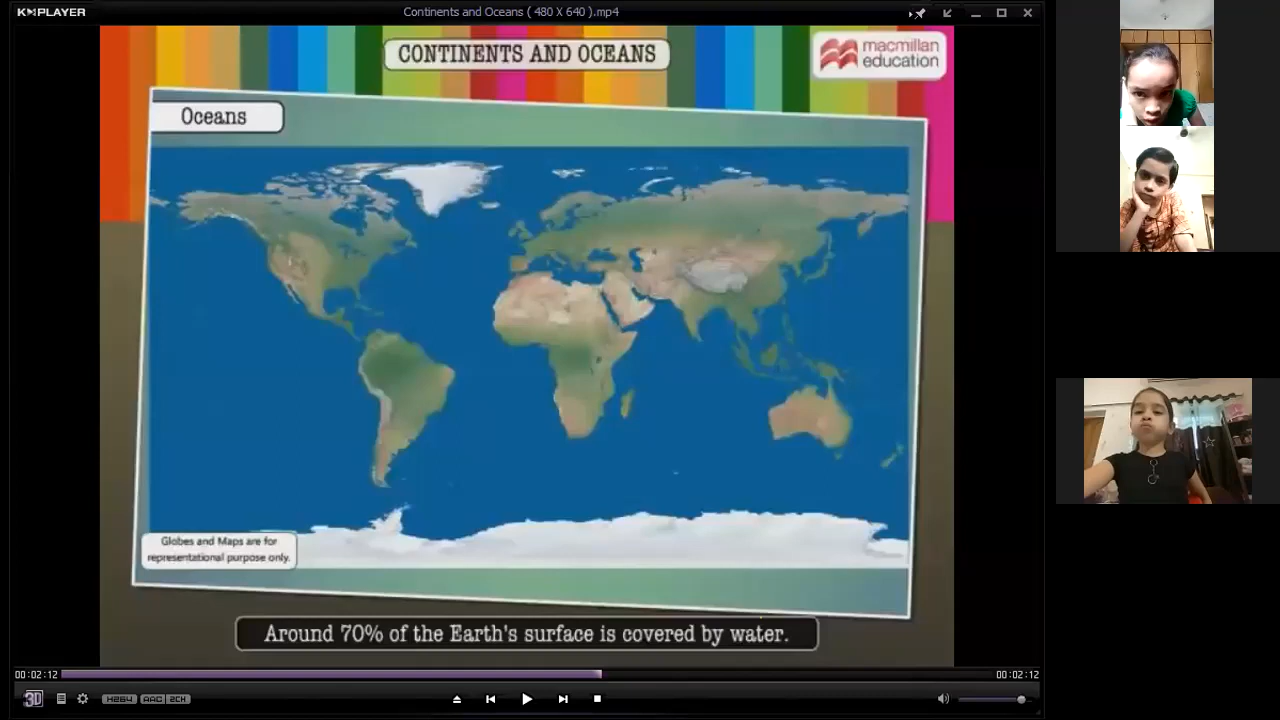 KMPLAYER
Continents and Oceans ( 480 X 640 ).mp4
CONTINENTS AND OCEANS
macmillan
education
Oceans
Globes and Maps are for
representational purpose only.
Around 70% of the Earth's surface is covered by water.
00:02:12
00:02:12
3D
H264 AAC 2CH